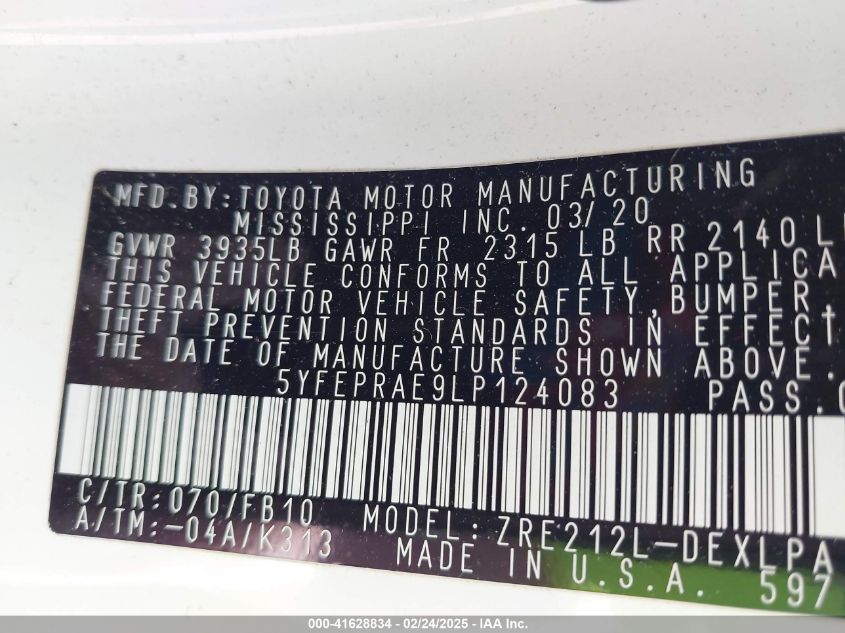 MFD.BY:TOYOTA MOTOR MANUFACTURING
MISSISSIPPI INC. 03/20
GVWR 3935LB GAWR FR 2315 LB RR 2140 L
THIS VEHICLE CONFORMS TO ALL APPLICA
FEDERAL MOTOR VEHICLE SAFETY, BUMPER,
THEFT PREVENTION STANDARDS IN EFFECT
THE DATE OF MANUFACTURE SHOWN ABOVE.
5YFEPRAE9LP124083 PASS.
C/TR:070/FB10 MODEL:ZRE212L-DEXLPA
A/TM:-04A/K313 MADE IN U.S.A. 597
000-41628834 / 02/24/2025 - IAA Inc.